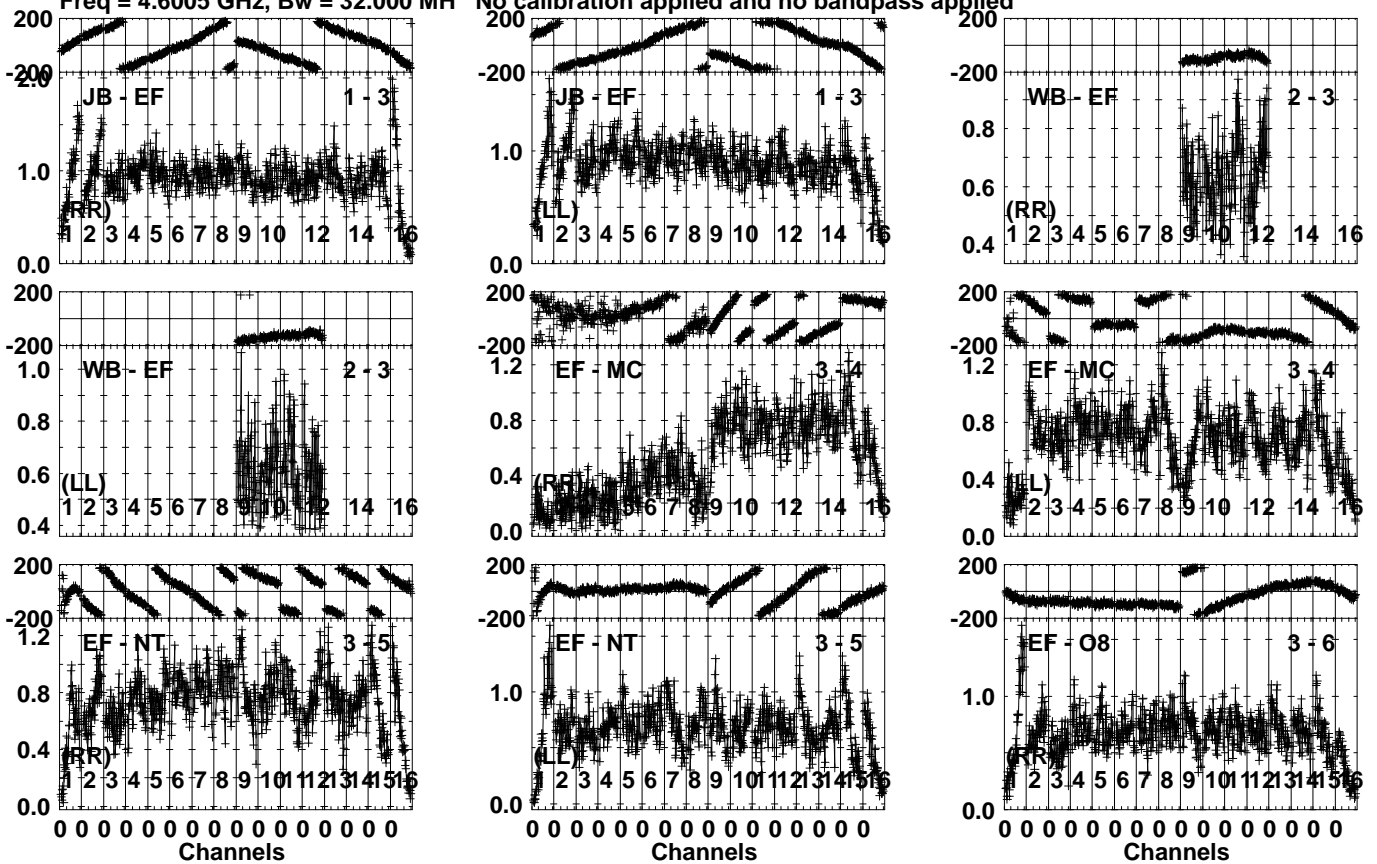 Freq = 4.6005 GHz, Bw = 32.000 MH No calibration applied and no bandpass applied
200 200 200
-200 -200 -200
2.0
JB - EF 1 - 3 JB - EF 1 - 3 WB - EF 2 - 3
0.8
1.0 1.0
0.6
(RR) (LL) (RR)
1 2 3 4 5 6 7 8 9 10 12 14 16 1 2 3 4 5 6 7 8 9 10 12 14 16 1 2 3 4 5 6 7 8 9 10 12 14 16
0.4
0.0 0.0
200 200 200
-200 -200 -200
1.0 1.2 1.2
WB - EF 2 - 3 EF - MC 3 - 4 EF - MC 3 - 4
0.8 0.8 0.8
0.6
0.4 0.4
(LL) (RR) (LL)
1 2 3 4 5 6 7 8 9 10 12 14 16 5 6 7 8 9 10 12 14 16 2 3 4 5 6 7 8 9 10 12 14 16
0.4 0.0 0.0
200 200 200
-200 -200 -200
1.2
EF - NT 3 - 5 EF - NT 3 - 5 EF - O8 3 - 6
0.8 1.0 1.0
0.4
(RR) (LL) (RR)
1 2 3 4 5 6 7 8 9 10 11 12 13 14 15 16 1 2 3 4 5 6 7 8 9 10 11 12 13 14 15 16 1 2 3 4 5 6 7 8 9 10 12 13 14 15 16
0.0 0.0 0.0
0 0 0 0 0 0 0 0 0 0 0 0 0 0 0 0 0 0 0 0 0 0 0 0 0 0 0 0 0 0 0 0 0 0 0 0 0 0 0 0 0 0 0 0 0 0 0 0
Channels Channels Channels